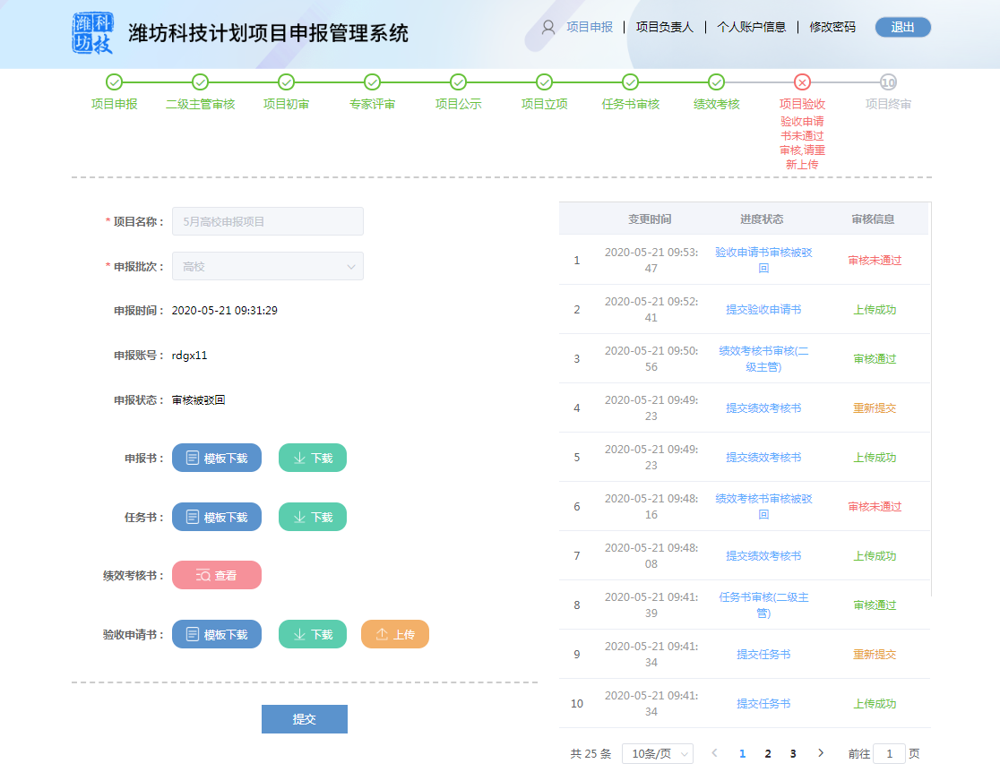 潍科
坊技
潍坊科技计划项目申报管理系统
项目申报 | 项目负责人 | 个人账户信息 | 修改密码 退出
10
项目申报 二级主管审核 项目初审 专家评审 项目公示 项目立项 任务书审核 绩效考核 项目验收 项目终审
验收申请
书未通过
审核,请重
新上传
* 项目名称： 5月高校申报项目
* 申报批次： 高校
申报时间： 2020-05-21 09:31:29
申报账号： rdgx11
申报状态： 审核被驳回
申报书： 模板下载 下载
任务书： 模板下载 下载
绩效考核书： 查看
验收申请书： 模板下载 下载 上传
提交
变更时间 进度状态 审核信息
1 2020-05-21 09:53:47 验收申请书审核被驳回 审核未通过
2 2020-05-21 09:52:41 提交验收申请书 上传成功
3 2020-05-21 09:50:56 绩效考核书审核(二级主管) 审核通过
4 2020-05-21 09:49:23 提交绩效考核书 重新提交
5 2020-05-21 09:49:23 提交绩效考核书 上传成功
6 2020-05-21 09:48:16 绩效考核书审核被驳回 审核未通过
7 2020-05-21 09:48:08 提交绩效考核书 上传成功
8 2020-05-21 09:41:39 任务书审核(二级主管) 审核通过
9 2020-05-21 09:41:34 提交任务书 重新提交
10 2020-05-21 09:41:34 提交任务书 上传成功
共 25 条 10条/页 < 1 2 3 > 前往 1 页